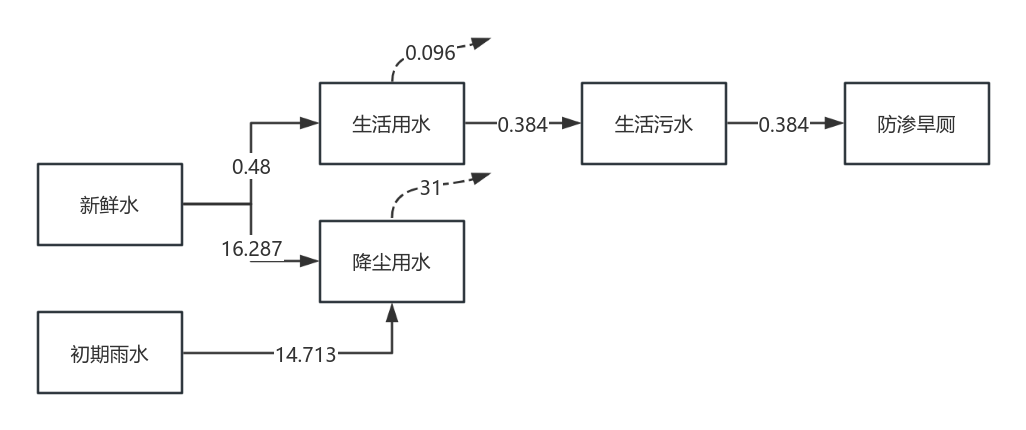 0.096
生活用水
0.384
生活污水
0.384
防渗旱厕
0.48
新鲜水
31
16.287
降尘用水
初期雨水
14.713